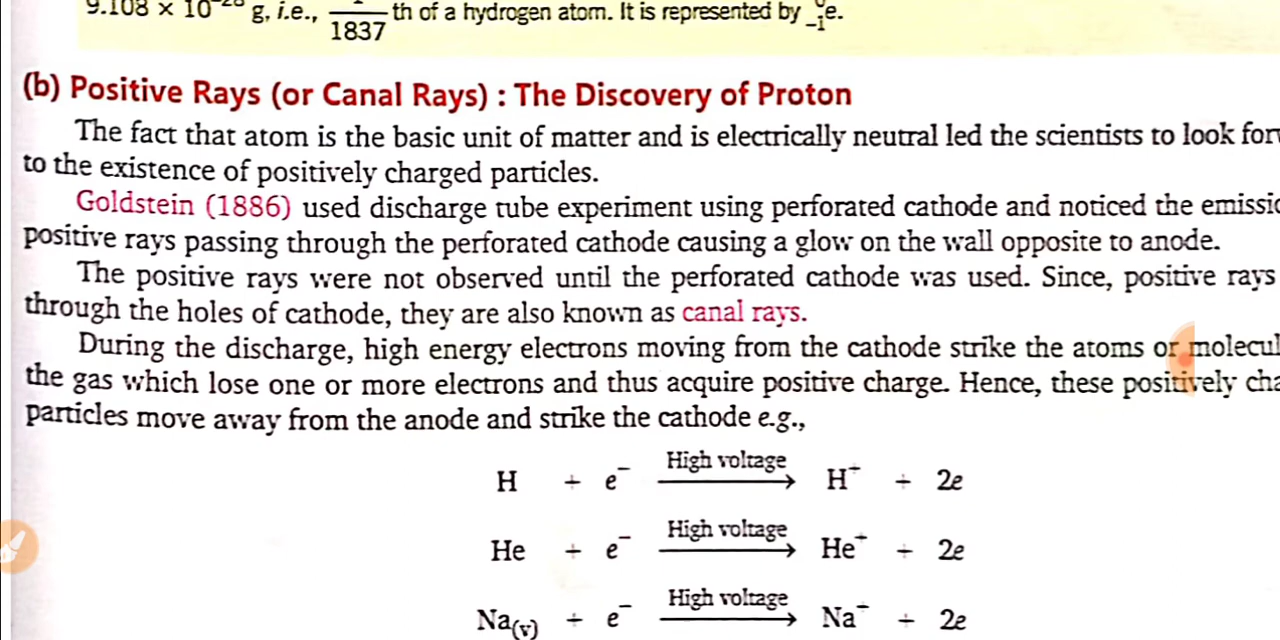 9.108 × 10⁻²⁸ g, i.e., 1/1837 th of a hydrogen atom. It is represented by ₋₁⁰e.
(b) Positive Rays (or Canal Rays) : The Discovery of Proton
The fact that atom is the basic unit of matter and is electrically neutral led the scientists to look
to the existence of positively charged particles.
Goldstein (1886) used discharge tube experiment using perforated cathode and noticed the
positive rays passing through the perforated cathode causing a glow on the wall opposite to anode.
The positive rays were not observed until the perforated cathode was used. Since, positive rays
through the holes of cathode, they are also known as canal rays.
During the discharge, high energy electrons moving from the cathode strike the atoms or
the gas which lose one or more electrons and thus acquire positive charge. Hence, these positively
particles move away from the anode and strike the cathode e.g.,
High voltage
H + e⁻ ⟶ H⁺ + 2e
High voltage
He + e⁻ ⟶ He⁺ + 2e
High voltage
Na(v) + e⁻ ⟶ Na⁺ + 2e